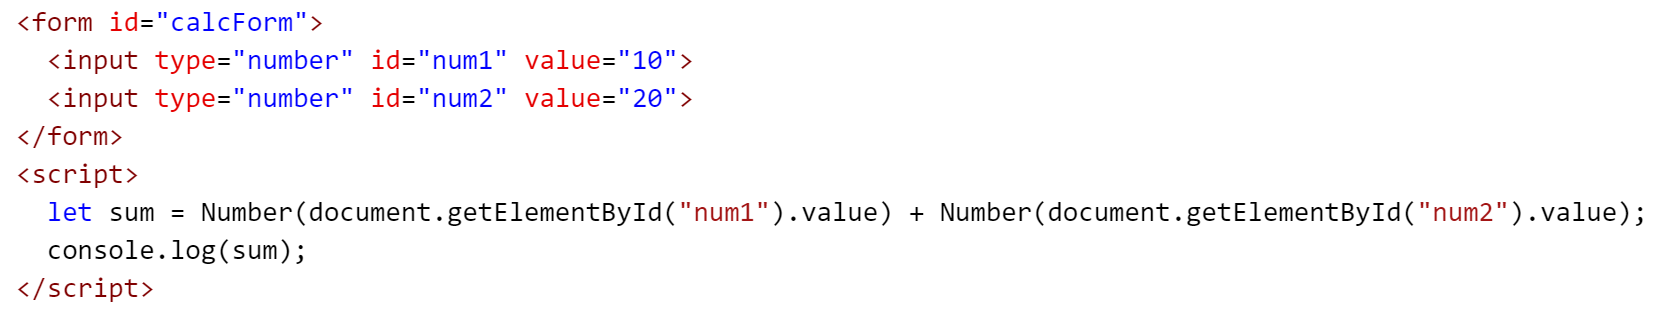 <form id="calcForm">
  <input type="number" id="num1" value="10">
  <input type="number" id="num2" value="20">
</form>
<script>
  let sum = Number(document.getElementById("num1").value) + Number(document.getElementById("num2").value);
  console.log(sum);
</script>